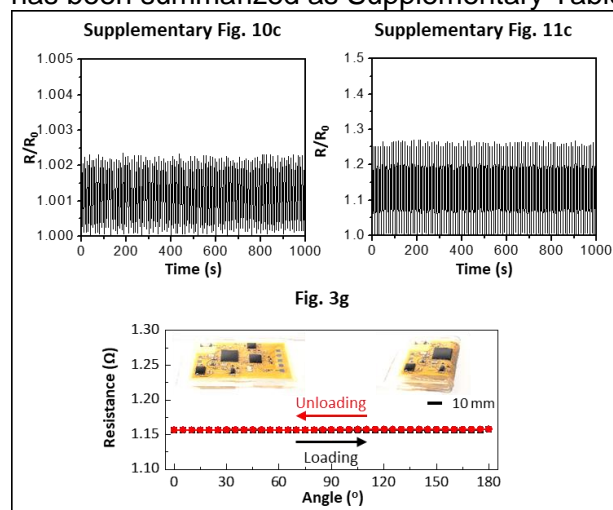 has been summarized as Supplementary Table
Supplementary Fig. 10c
Supplementary Fig. 11c
1.005
1.004
1.003
1.002
1.001
1.000
R/R0
0 200 400 600 800 1000
Time (s)
1.5
1.4
1.3
1.2
1.1
1.0
R/R0
0 200 400 600 800 1000
Time (s)
Fig. 3g
1.30
1.25
1.20
1.15
1.10
Resistance (Ω)
Unloading
10 mm
Loading
0 30 60 90 120 150 180
Angle (o)